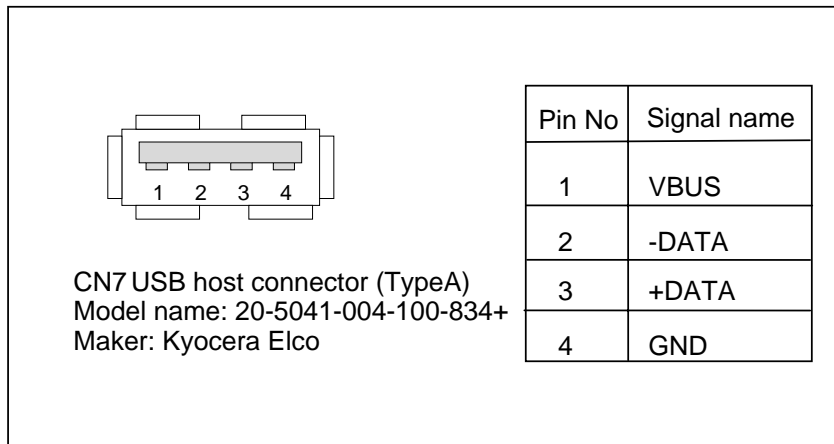 1 2 3 4
CN7 USB host connector (TypeA)
Model name: 20-5041-004-100-834+
Maker: Kyocera Elco
Pin No Signal name
1 VBUS
2 -DATA
3 +DATA
4 GND